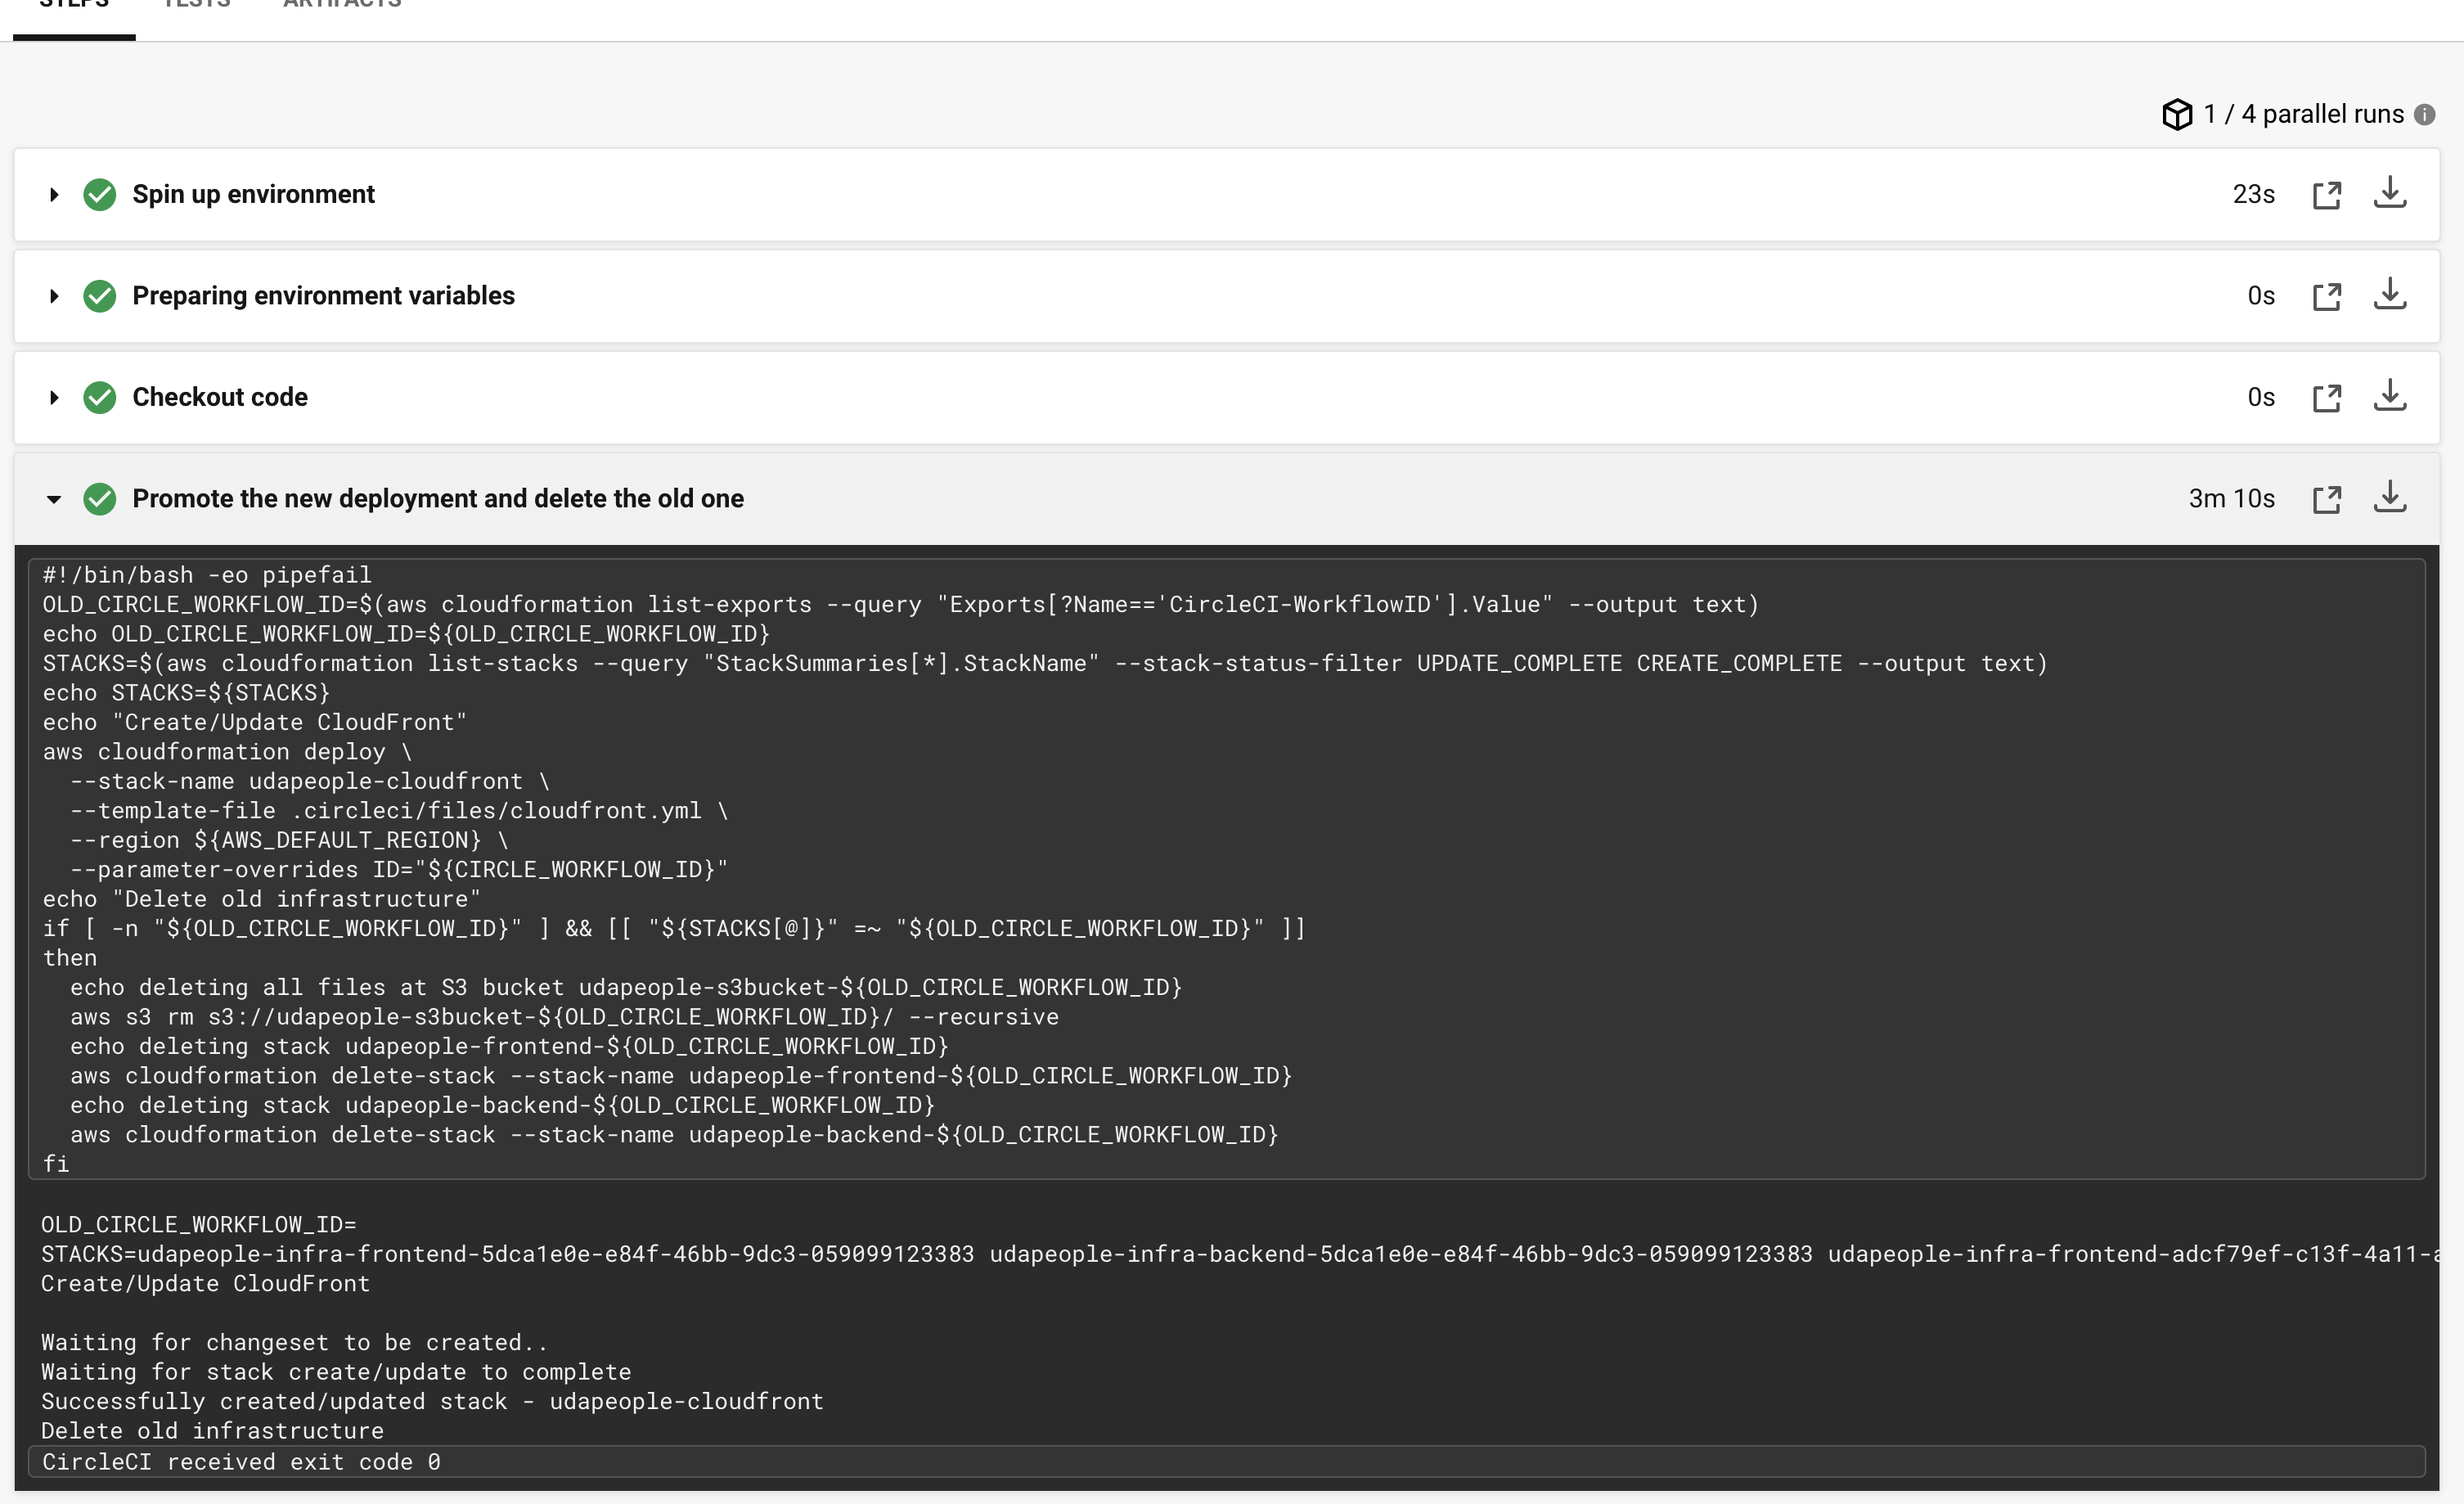 STEPS TESTS ARTIFACTS
1 / 4 parallel runs
Spin up environment 23s
Preparing environment variables 0s
Checkout code 0s
Promote the new deployment and delete the old one 3m 10s
#!/bin/bash -eo pipefail
OLD_CIRCLE_WORKFLOW_ID=$(aws cloudformation list-exports --query "Exports[?Name=='CircleCI-WorkflowID'].Value" --output text)
echo OLD_CIRCLE_WORKFLOW_ID=${OLD_CIRCLE_WORKFLOW_ID}
STACKS=$(aws cloudformation list-stacks --query "StackSummaries[*].StackName" --stack-status-filter UPDATE_COMPLETE CREATE_COMPLETE --output text)
echo STACKS=${STACKS}
echo "Create/Update CloudFront"
aws cloudformation deploy \
  --stack-name udapeople-cloudfront \
  --template-file .circleci/files/cloudfront.yml \
  --region ${AWS_DEFAULT_REGION} \
  --parameter-overrides ID="${CIRCLE_WORKFLOW_ID}"
echo "Delete old infrastructure"
if [ -n "${OLD_CIRCLE_WORKFLOW_ID}" ] && [[ "${STACKS[@]}" =~ "${OLD_CIRCLE_WORKFLOW_ID}" ]]
then
  echo deleting all files at S3 bucket udapeople-s3bucket-${OLD_CIRCLE_WORKFLOW_ID}
  aws s3 rm s3://udapeople-s3bucket-${OLD_CIRCLE_WORKFLOW_ID}/ --recursive
  echo deleting stack udapeople-frontend-${OLD_CIRCLE_WORKFLOW_ID}
  aws cloudformation delete-stack --stack-name udapeople-frontend-${OLD_CIRCLE_WORKFLOW_ID}
  echo deleting stack udapeople-backend-${OLD_CIRCLE_WORKFLOW_ID}
  aws cloudformation delete-stack --stack-name udapeople-backend-${OLD_CIRCLE_WORKFLOW_ID}
fi
OLD_CIRCLE_WORKFLOW_ID=
STACKS=udapeople-infra-frontend-5dca1e0e-e84f-46bb-9dc3-059099123383 udapeople-infra-backend-5dca1e0e-e84f-46bb-9dc3-059099123383 udapeople-infra-frontend-adcf79ef-c13f-4a11-a
Create/Update CloudFront
Waiting for changeset to be created..
Waiting for stack create/update to complete
Successfully created/updated stack - udapeople-cloudfront
Delete old infrastructure
CircleCI received exit code 0